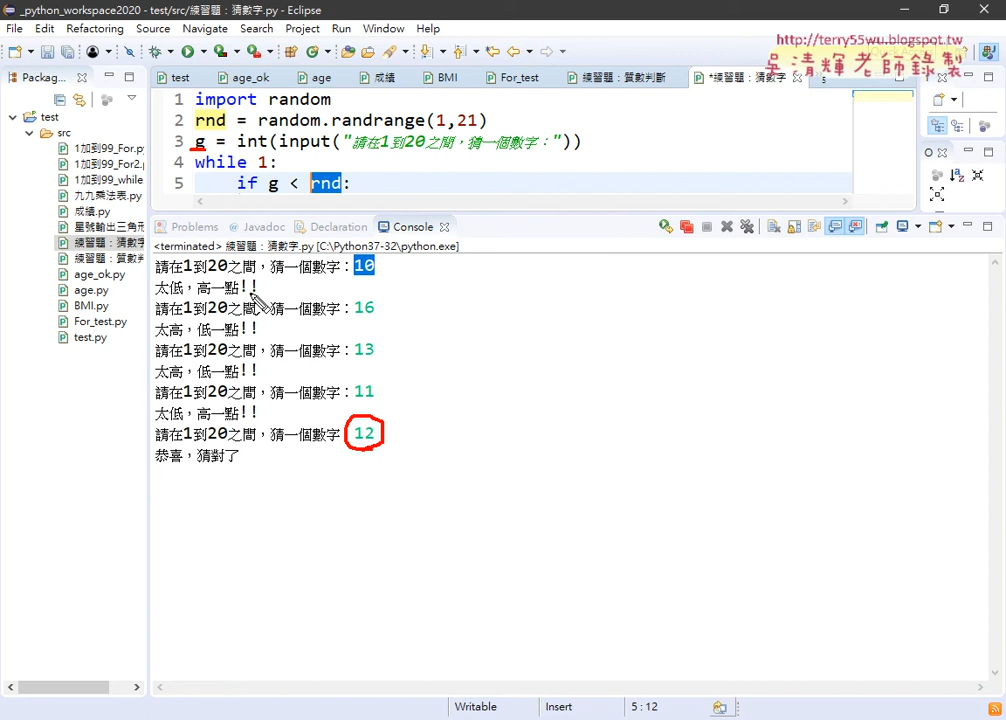 _python_workspace2020 - test/src/練習題：猜數字.py - Eclipse
File Edit Refactoring Source Navigate Search Project Run Window Help
http://terry55wu.blogspot.tw
吳清輝老師錄製
Packag...
test age_ok age 成績 BMI For_test 練習題：質數判斷 *練習題：猜數字 5
test
src
1加到99_For.py
1加到99_For2.p
1加到99_while
九九乘法表.py
成績.py
星號輸出三角形
練習題：猜數字
練習題：質數判
age_ok.py
age.py
BMI.py
For_test.py
test.py
1 import random
2 rnd = random.randrange(1,21)
3 g = int(input("請在1到20之間，猜一個數字："))
4 while 1:
5 if g < rnd:
Problems @ Javadoc Declaration Console
<terminated> 練習題：猜數字.py [C:\Python37-32\python.exe]
請在1到20之間，猜一個數字：10
太低，高一點!!
請在1到20之間，猜一個數字：16
太高，低一點!!
請在1到20之間，猜一個數字：13
太高，低一點!!
請在1到20之間，猜一個數字：11
太低，高一點!!
請在1到20之間，猜一個數字 12
恭喜，猜對了
Writable Insert 5 : 12